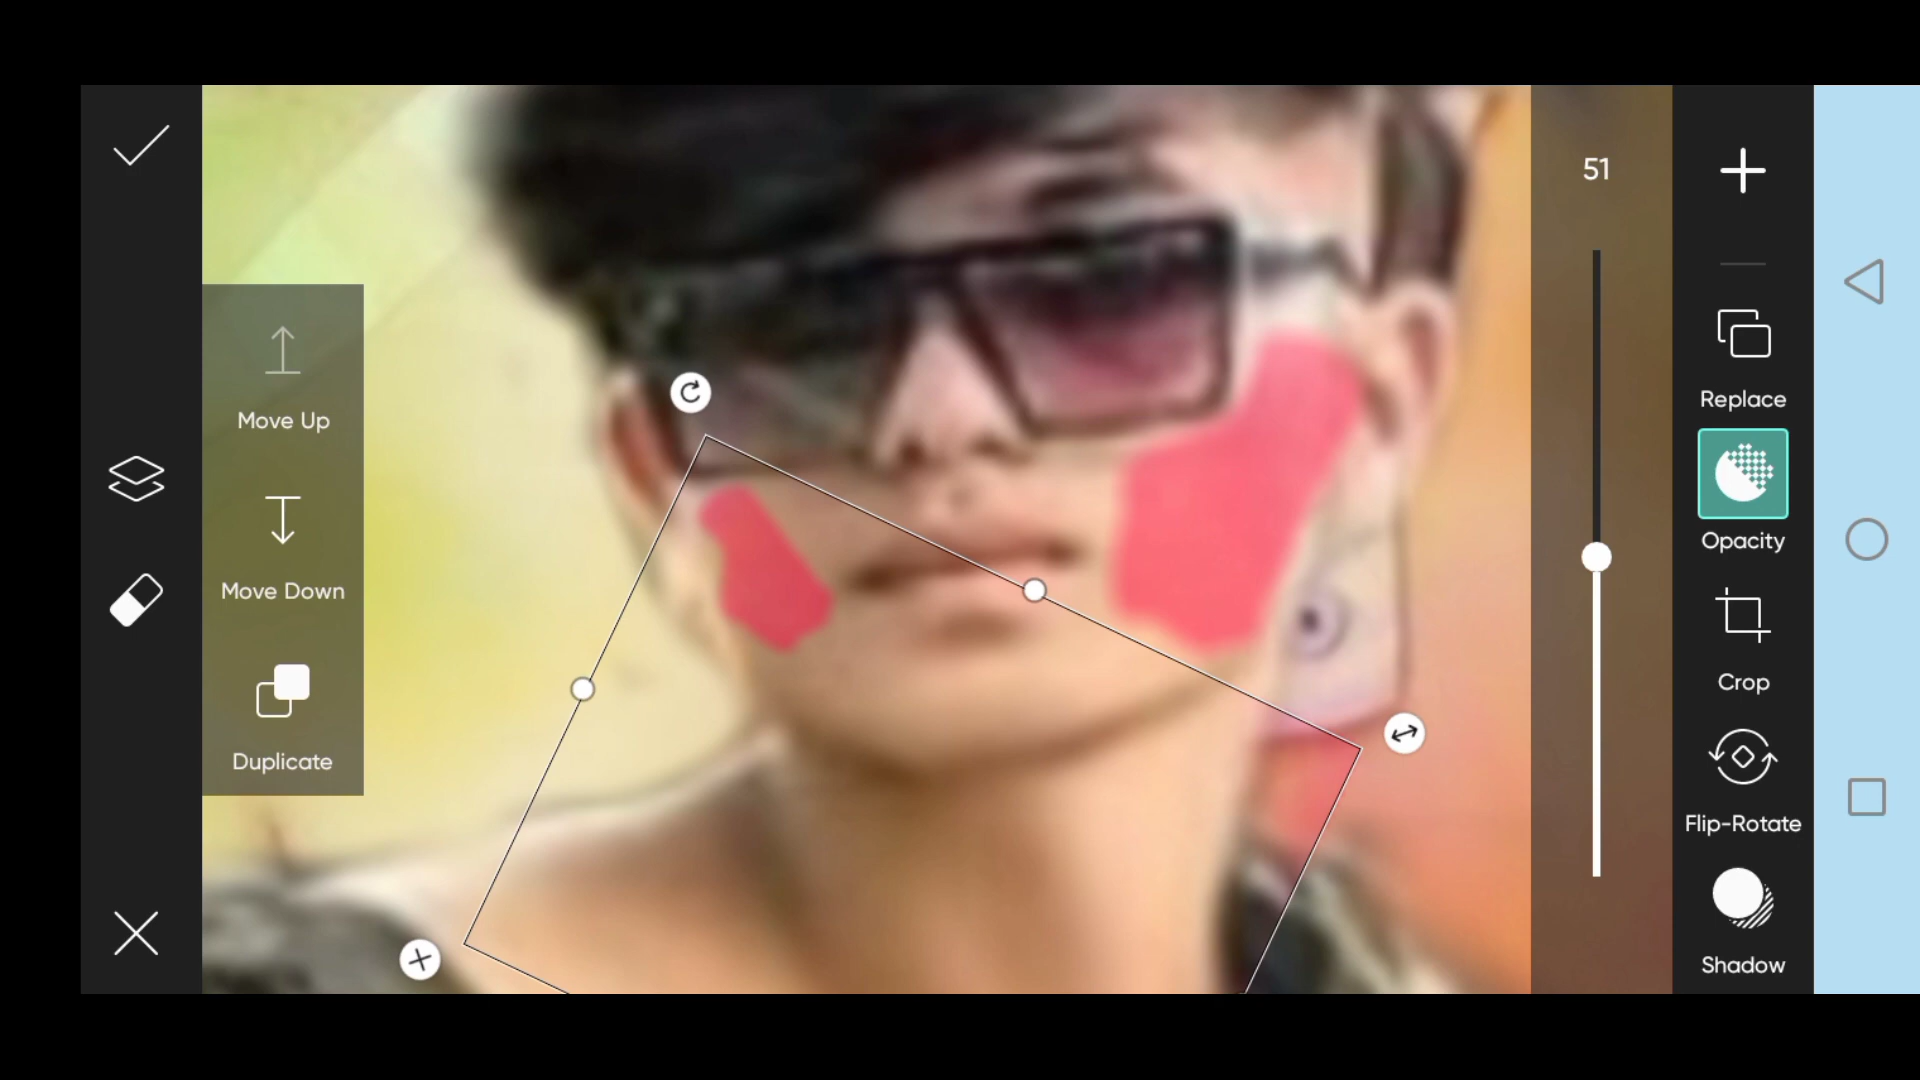 Move Up
Move Down
Duplicate
51
Replace
Opacity
Crop
Flip-Rotate
Shadow